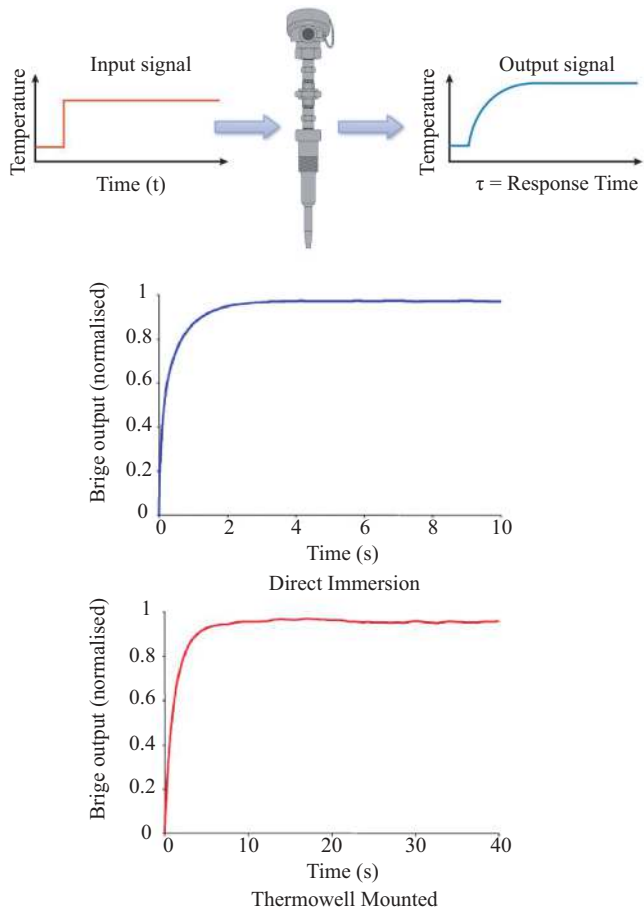 Input signal
Temperature
Time (t)
Output signal
Temperature
τ = Response Time
Brige output (normalised)
1
0.8
0.6
0.4
0.2
0
0 2 4 6 8 10
Time (s)
Direct Immersion
Brige output (normalised)
1
0.8
0.6
0.4
0.2
0
0 10 20 30 40
Time (s)
Thermowell Mounted